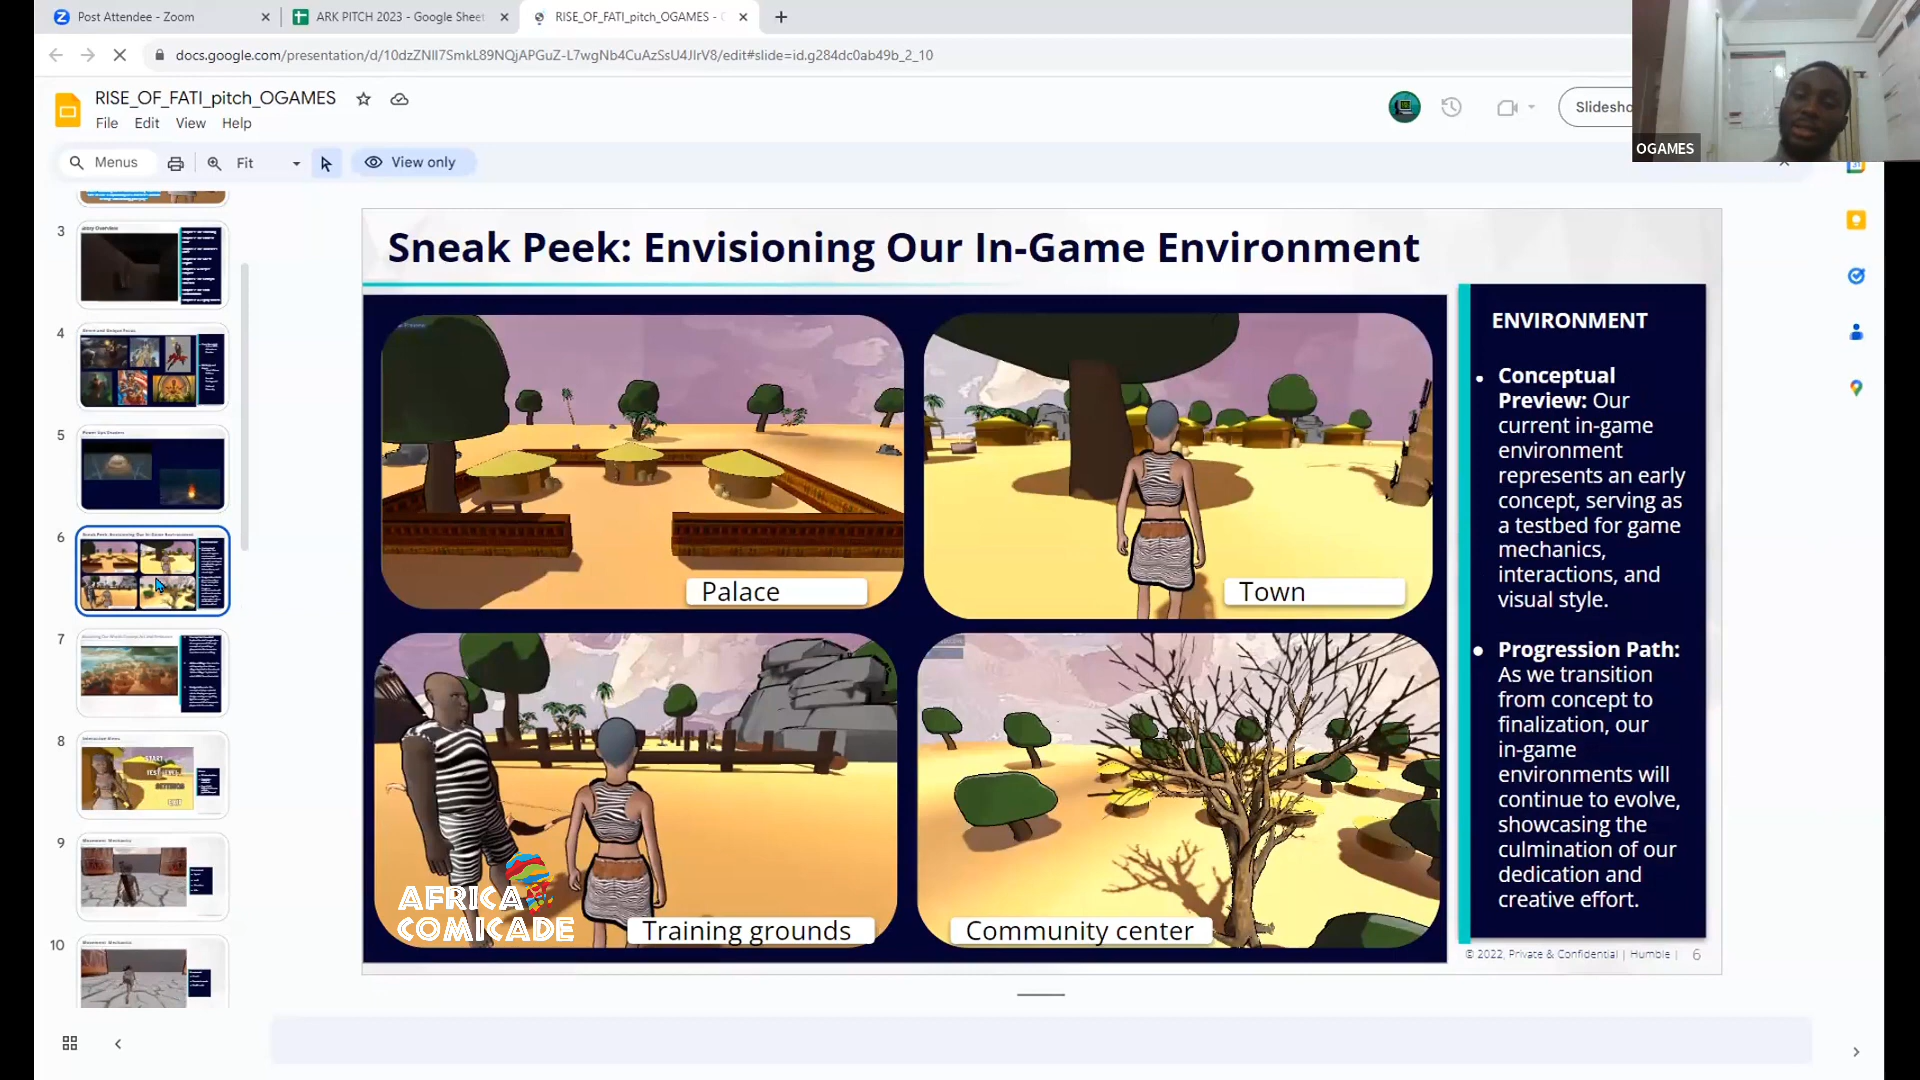 Post Attendee - Zoom
ARK PITCH 2023 - Google Sheet
RISE_OF_FATI_pitch_OGAMES -
docs.google.com/presentation/d/10dzZNlI7SmkL89NQjAPGuZ-L7wgNb4CuAzSsU4JIrV8/edit#slide=id.g284dc0ab49b_2_10
RISE_OF_FATI_pitch_OGAMES
File Edit View Help
Slidesho
OGAMES
Menus
Fit
View only
3
4
5
6
7
8
9
10
Sneak Peek: Envisioning Our In-Game Environment
Palace
Town
Training grounds
Community center
AFRICA
COMICADE
ENVIRONMENT
• Conceptual
Preview: Our
current in-game
environment
represents an early
concept, serving as
a testbed for game
mechanics,
interactions, and
visual style.
• Progression Path:
As we transition
from concept to
finalization, our
in-game
environments will
continue to evolve,
showcasing the
culmination of our
dedication and
creative effort.
© 2022, Private & Confidential | Humble | 6